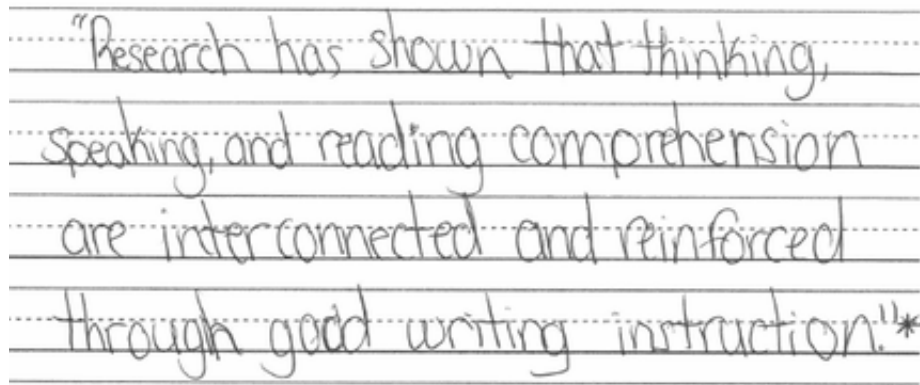 "Research has shown that thinking,
speaking, and reading comprehension
are interconnected and reinforced
through good writing instruction."*